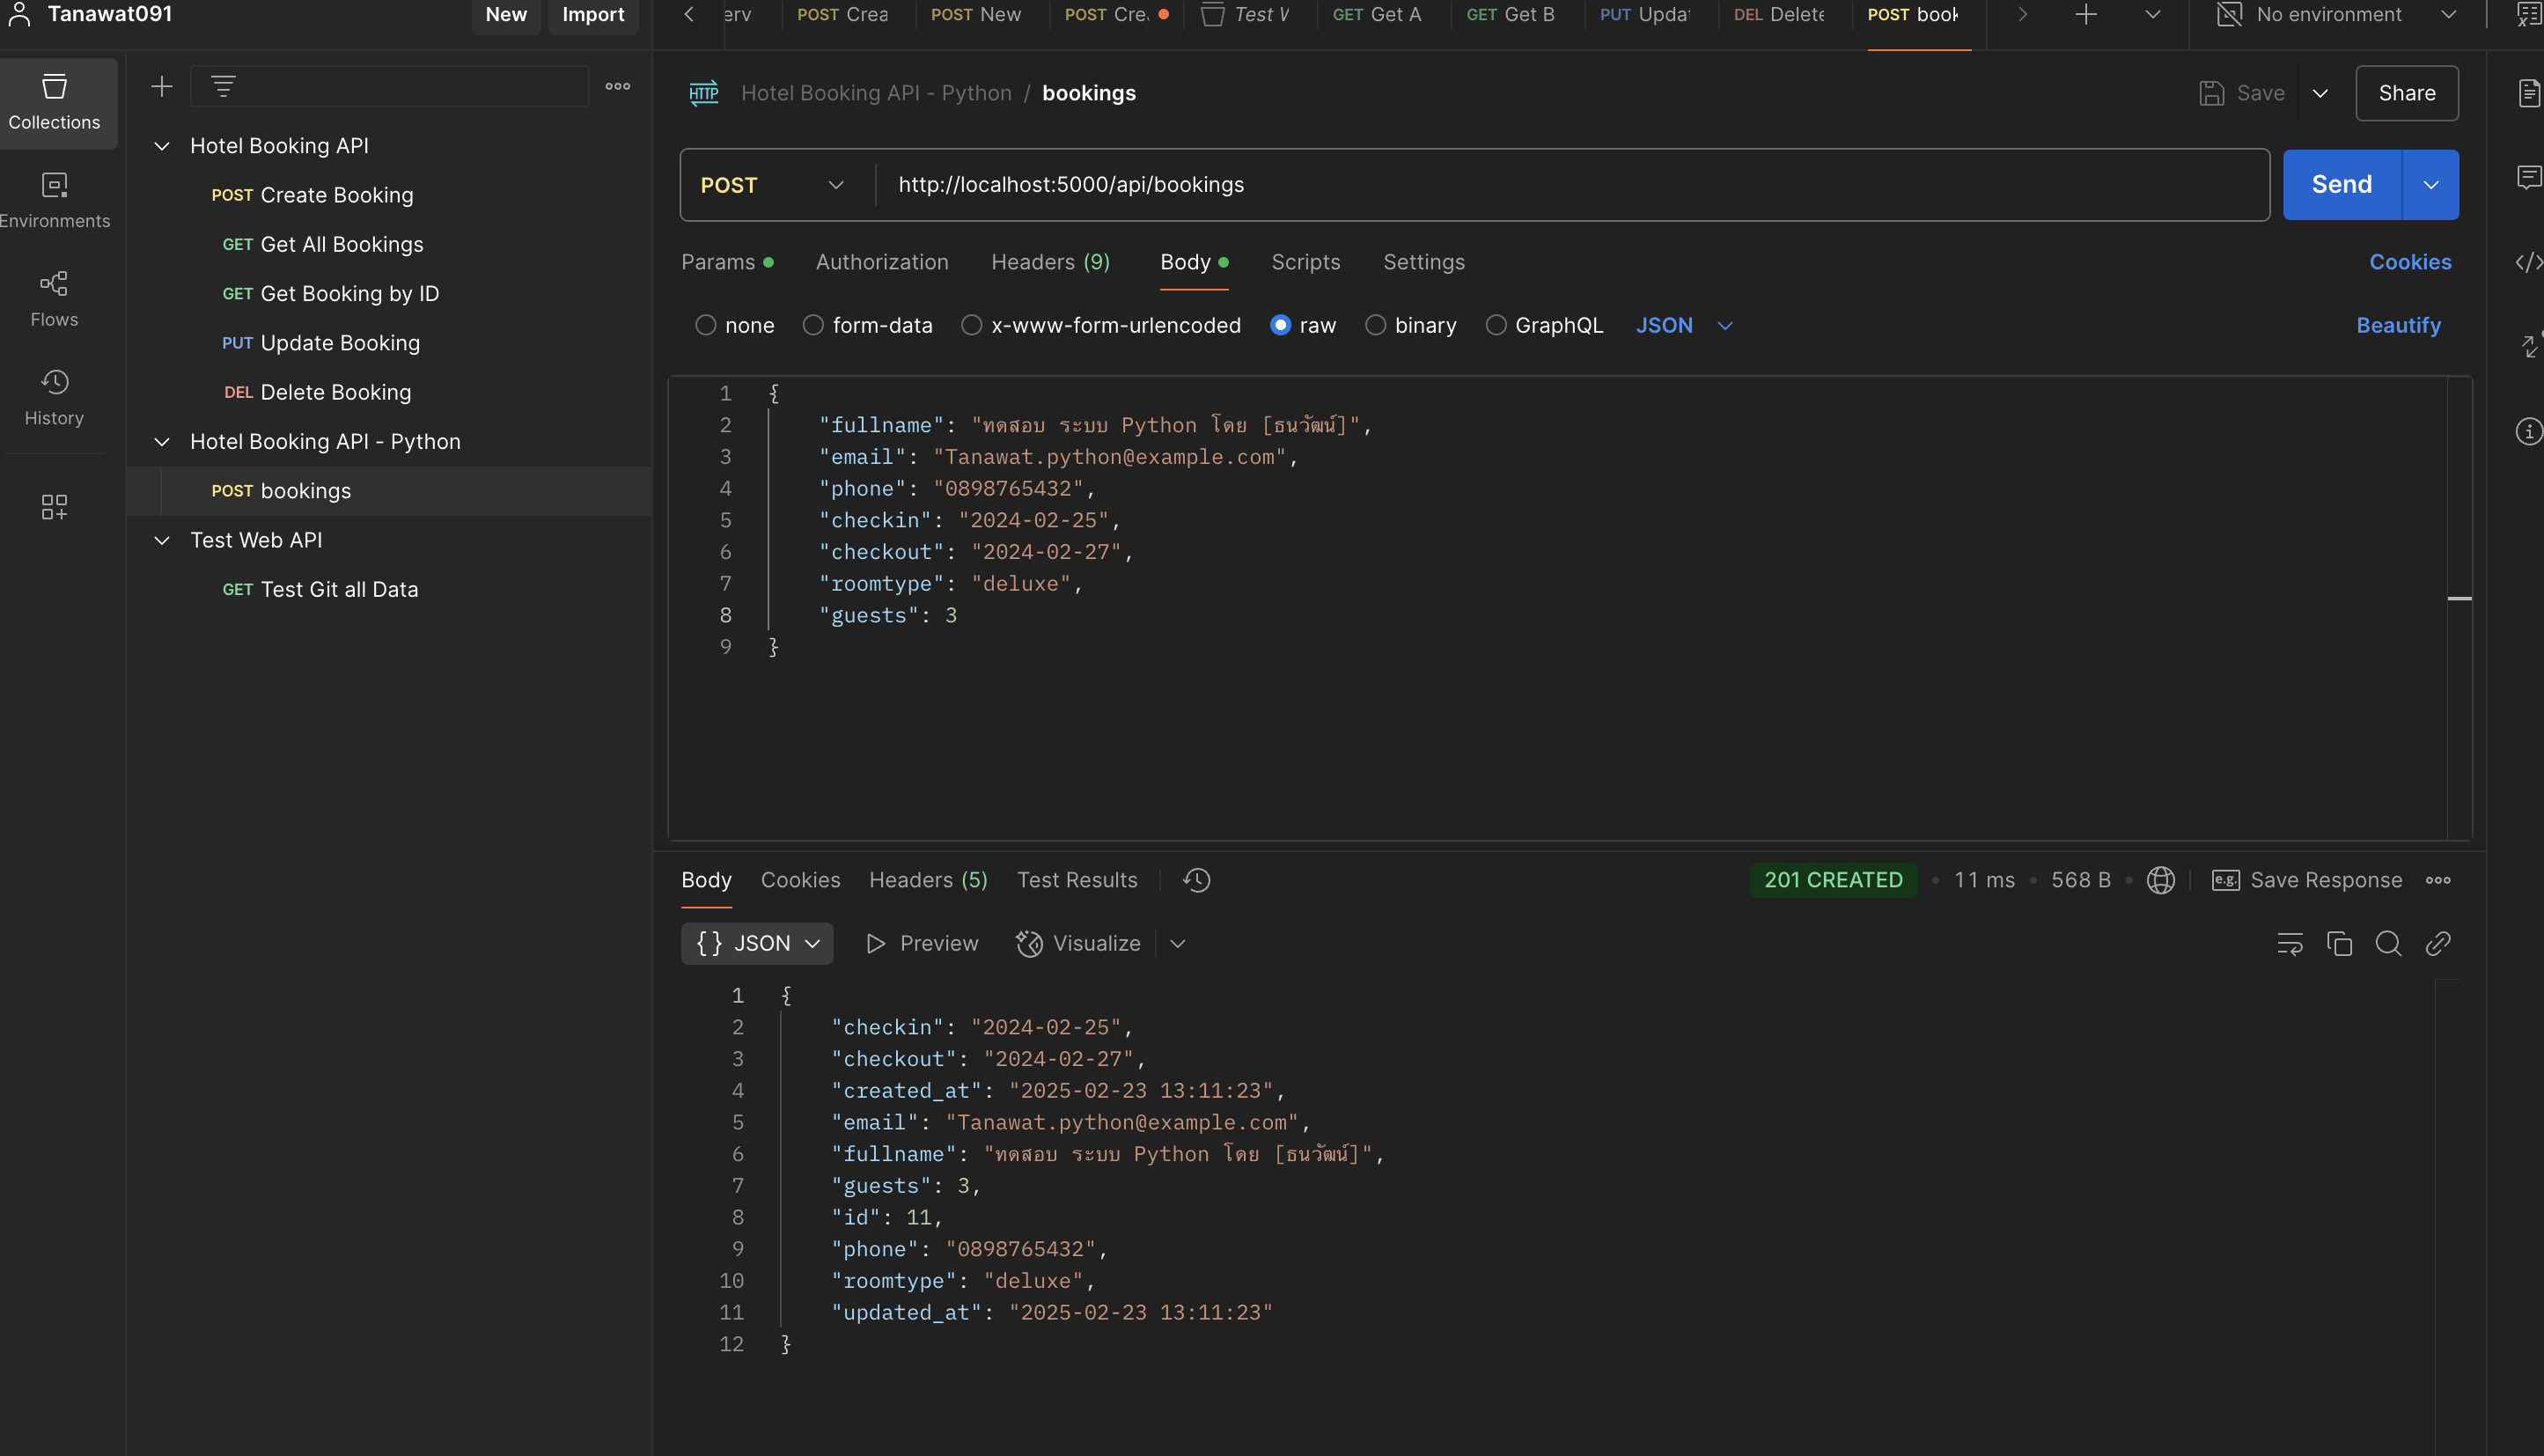 Tanawat091
New Import
POST Crea POST New POST Cre. Test GET Get A GET Get B PUT Updat DEL Delete POST book
No environment
Collections
Environments
Flows
History
Hotel Booking API
POST Create Booking
GET Get All Bookings
GET Get Booking by ID
PUT Update Booking
DEL Delete Booking
Hotel Booking API - Python
POST bookings
Test Web API
GET Test Git all Data
HTTP Hotel Booking API - Python / bookings
Save Share
POST http://localhost:5000/api/bookings Send
Params Authorization Headers (9) Body Scripts Settings Cookies
none form-data x-www-form-urlencoded raw binary GraphQL JSON Beautify
1 {
2 "fullname": "ทดสอบ ระบบ Python โดย [ธนวัฒน์]",
3 "email": "Tanawat.python@example.com",
4 "phone": "0898765432",
5 "checkin": "2024-02-25",
6 "checkout": "2024-02-27",
7 "roomtype": "deluxe",
8 "guests": 3
9 }
Body Cookies Headers (5) Test Results 201 CREATED • 11 ms • 568 B • e.g. Save Response
{} JSON Preview Visualize
1 {
2 "checkin": "2024-02-25",
3 "checkout": "2024-02-27",
4 "created_at": "2025-02-23 13:11:23",
5 "email": "Tanawat.python@example.com",
6 "fullname": "ทดสอบ ระบบ Python โดย [ธนวัฒน์]",
7 "guests": 3,
8 "id": 11,
9 "phone": "0898765432",
10 "roomtype": "deluxe",
11 "updated_at": "2025-02-23 13:11:23"
12 }